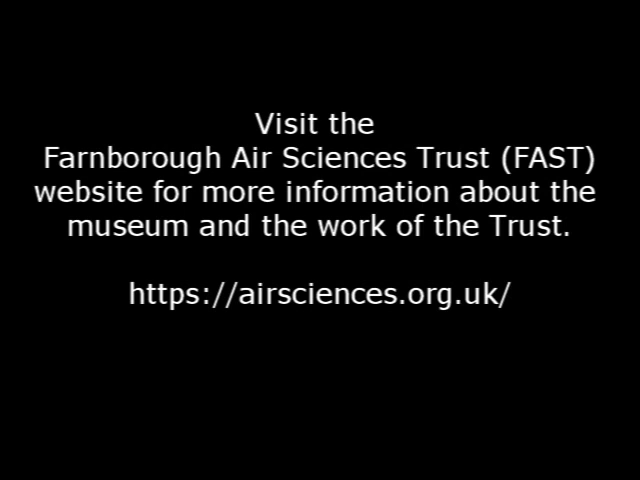 Visit the
Farnborough Air Sciences Trust (FAST)
website for more information about the
museum and the work of the Trust.
https://airsciences.org.uk/